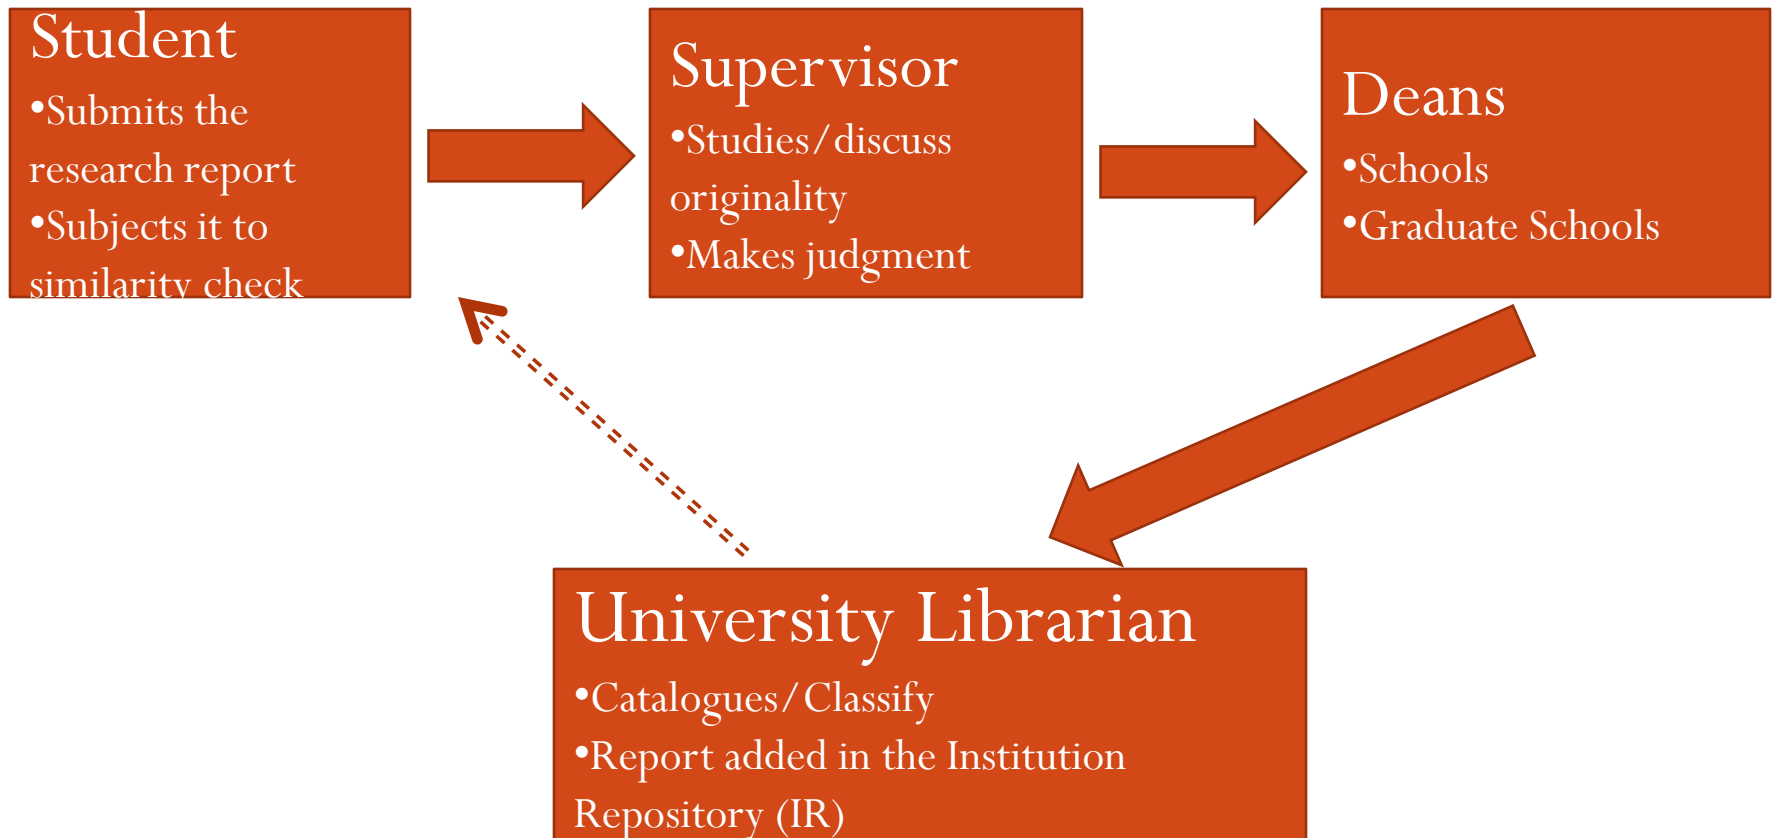 Student
•Submits the
research report
•Subjects it to
similarity check
Supervisor
•Studies/discuss
originality
•Makes judgment
Deans
•Schools
•Graduate Schools
University Librarian
•Catalogues/Classify
•Report added in the Institution
Repository (IR)